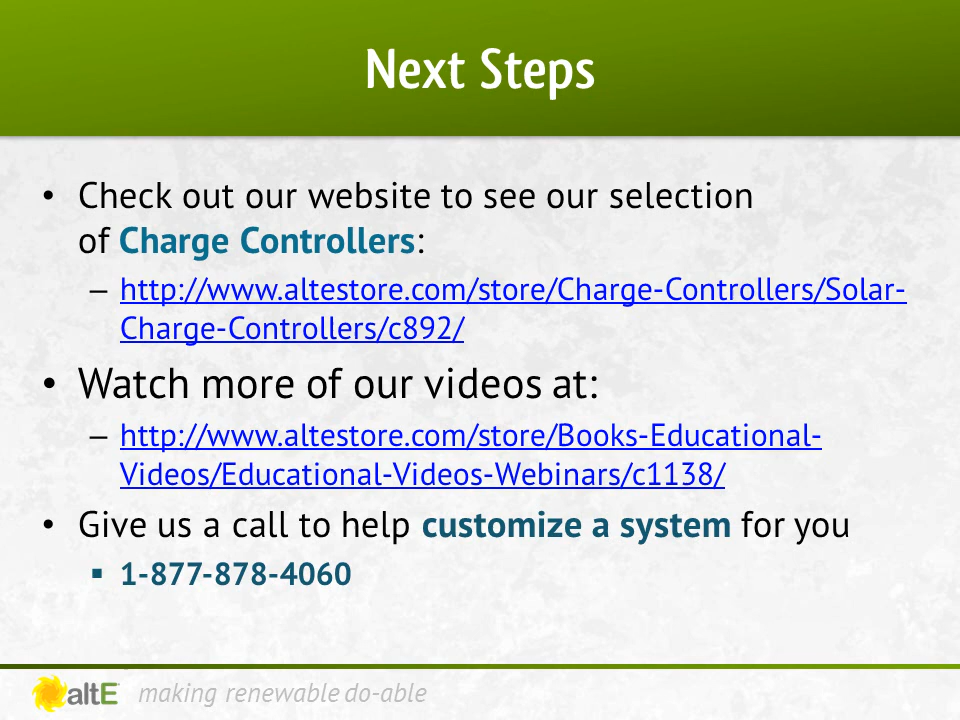 Next Steps
• Check out our website to see our selection
of Charge Controllers:
– http://www.altestore.com/store/Charge-Controllers/Solar-
Charge-Controllers/c892/
• Watch more of our videos at:
– http://www.altestore.com/store/Books-Educational-
Videos/Educational-Videos-Webinars/c1138/
• Give us a call to help customize a system for you
▪ 1-877-878-4060
altE making renewable do-able